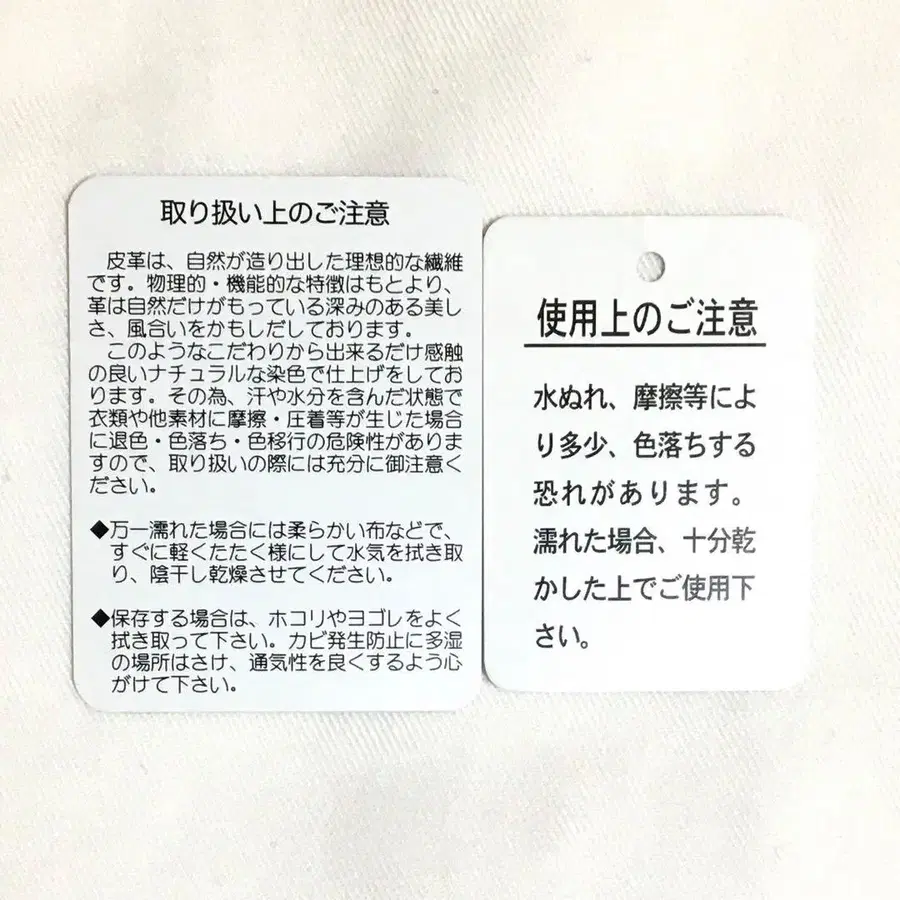 取り扱い上のご注意
皮革は、自然が造り出した理想的な繊維
です。物理的・機能的な特徴はもとより、
革は自然だけがもっている深みのある美し
さ、風合いをかもしだしております。
このようなこだわりから出来るだけ感触
の良いナチュラルな染色で仕上げをしてお
ります。その為、汗や水分を含んだ状態で
衣類や他素材に摩擦・圧着等が生じた場合
に退色・色落ち・色移行の危険性がありま
すので、取り扱いの際には充分に御注意く
ださい。
◆万一濡れた場合には柔らかい布などで、
すぐに軽くたたく様にして水気を拭き取
り、陰干し乾燥させてください。
◆保存する場合は、ホコリやヨゴレをよく
拭き取って下さい。カビ発生防止に多湿
の場所はさけ、通気性を良くするよう心
がけて下さい。
使用上のご注意
水ぬれ、摩擦等によ
り多少、色落ちする
恐れがあります。
濡れた場合、十分乾
かした上でご使用下
さい。